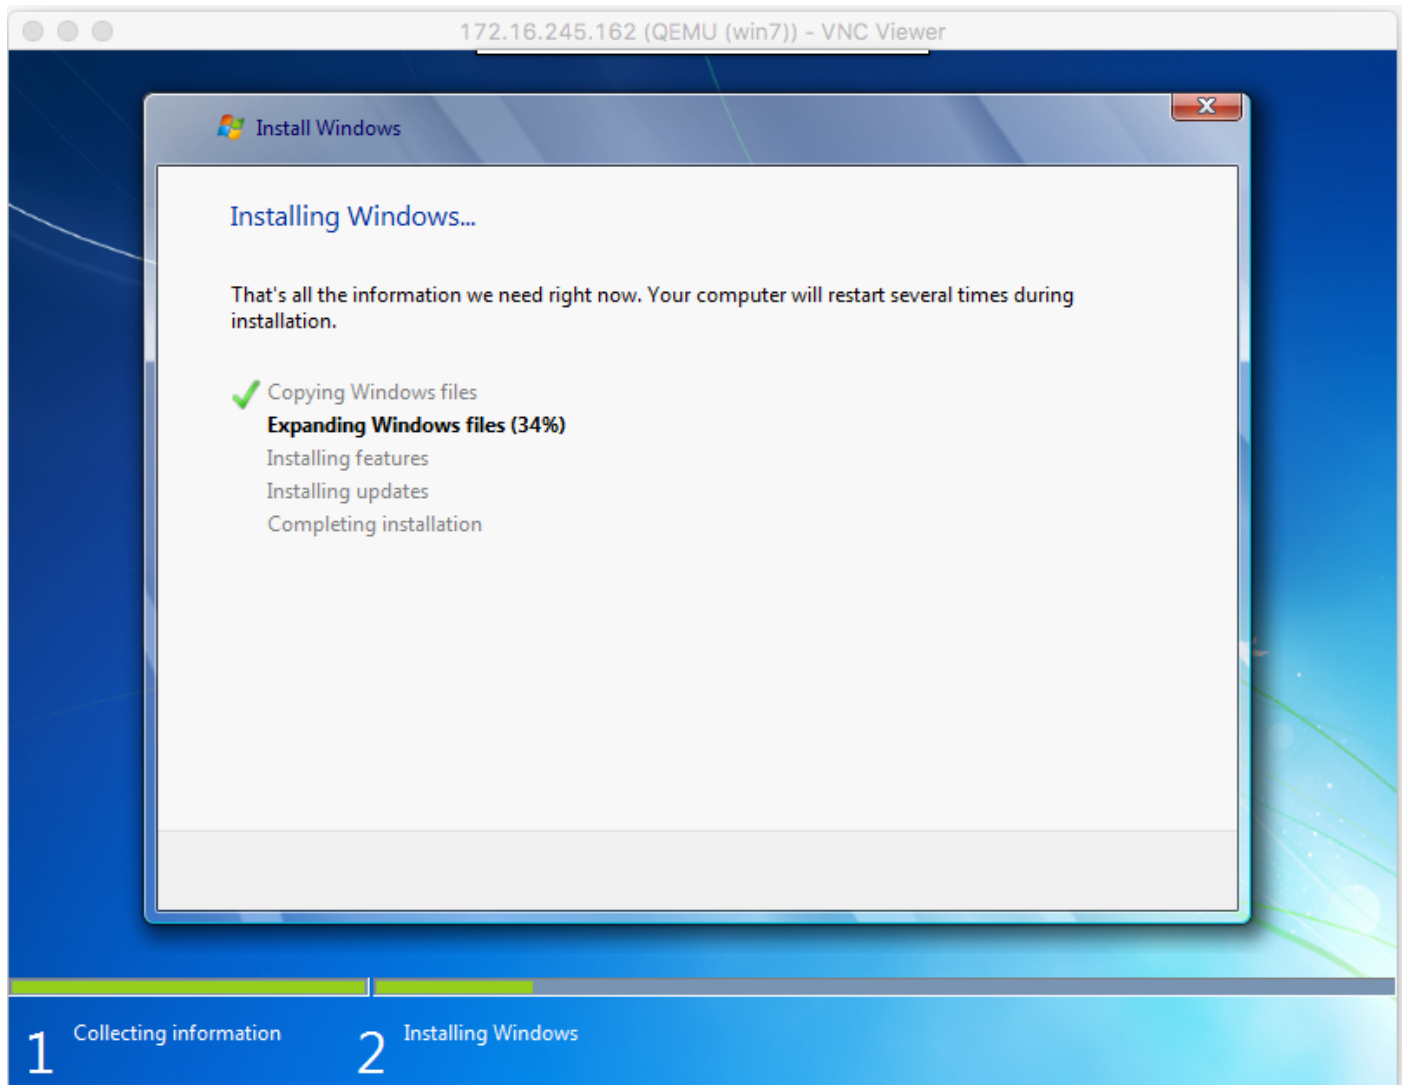 172.16.245.162 (QEMU (win7)) - VNC Viewer
Install Windows
Installing Windows...
That's all the information we need right now. Your computer will restart several times during
installation.
Copying Windows files
Expanding Windows files (34%)
Installing features
Installing updates
Completing installation
1 Collecting information 2 Installing Windows